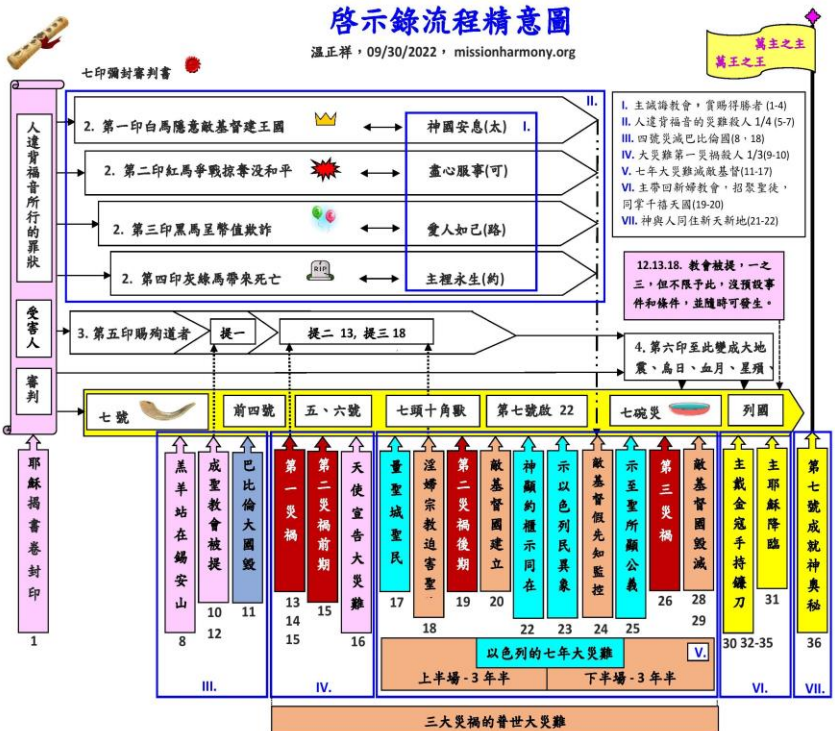 啓示錄流程精意圖
溫正祥，09/30/2022， missionharmony.org
萬主之主
萬王之王
七印彌封審判書
人違背福音所行的罪狀
受害人
審判
II.
I.
2. 第一印白馬隱意敵基督建王國
神國安息(太)
2. 第二印紅馬爭戰掠奪没和平
盡心服事(可)
2. 第三印黑馬呈幣值欺詐
愛人如己(路)
2. 第四印灰綠馬帶來死亡
RIP
主裡永生(約)
I. 主誠誨教會，賞賜得勝者 (1-4)
II. 人違背福音的災難殺人 1/4 (5-7)
III. 四號災滅巴比倫國(8，18)
IV. 大災難第一災禍殺人 1/3(9-10)
V. 七年大災難滅敵基督(11-17)
VI. 主帶回新婦教會，招聚聖徒，
同掌千禧天國(19-20)
VII. 神與人同住新天新地(21-22)
12.13.18. 教會被提，一之
三，但不限于此，沒預設事
件和條件，並隨時可發生。
3. 第五印賜殉道者
提一
提二 13, 提三 18
4. 第六印至此變成大地
震、烏日、血月、星殞、
七號
前四號
五、六號
七頭十角獸
第七號啟 22
七碗災
列國
耶穌揭書卷封印
1
羔羊站在錫安山
8
成聖教會被提
10
12
巴比倫大國毀
11
第一災禍
13
14
15
第二災禍前期
15
天使宣告大災難
16
量聖城聖民
17
淫婦宗教迫害聖
18
第二災禍後期
19
敵基督國建立
20
神顯約櫃示同在
22
示以色列民異象
23
敵基督假先知監控
24
示至聖所顯公義
25
第三災禍
26
敵基督國毀滅
28
29
主戴金冠手持鐮刀
30 32-35
主耶穌降臨
31
第七號成就神奧秘
36
以色列的七年大災難
V.
上半場 - 3 年半
下半場 - 3 年半
III.
IV.
VI.
VII.
三大災禍的普世大災難